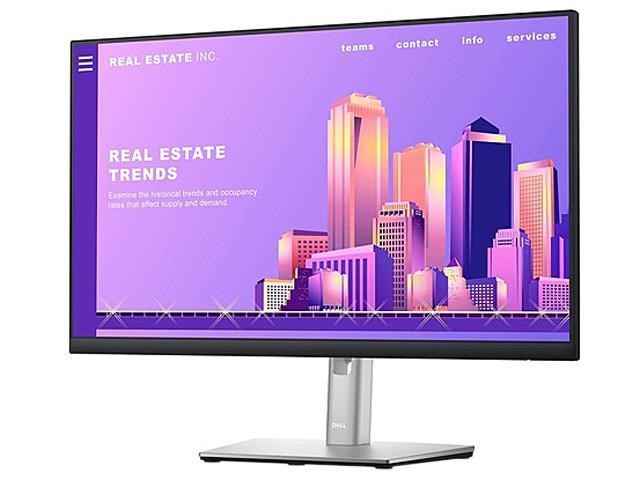 REAL ESTATE INC.
teams contact info services
REAL ESTATE
TRENDS
Examine the historical trends and occupancy
rates that affect supply and demand.
DELL